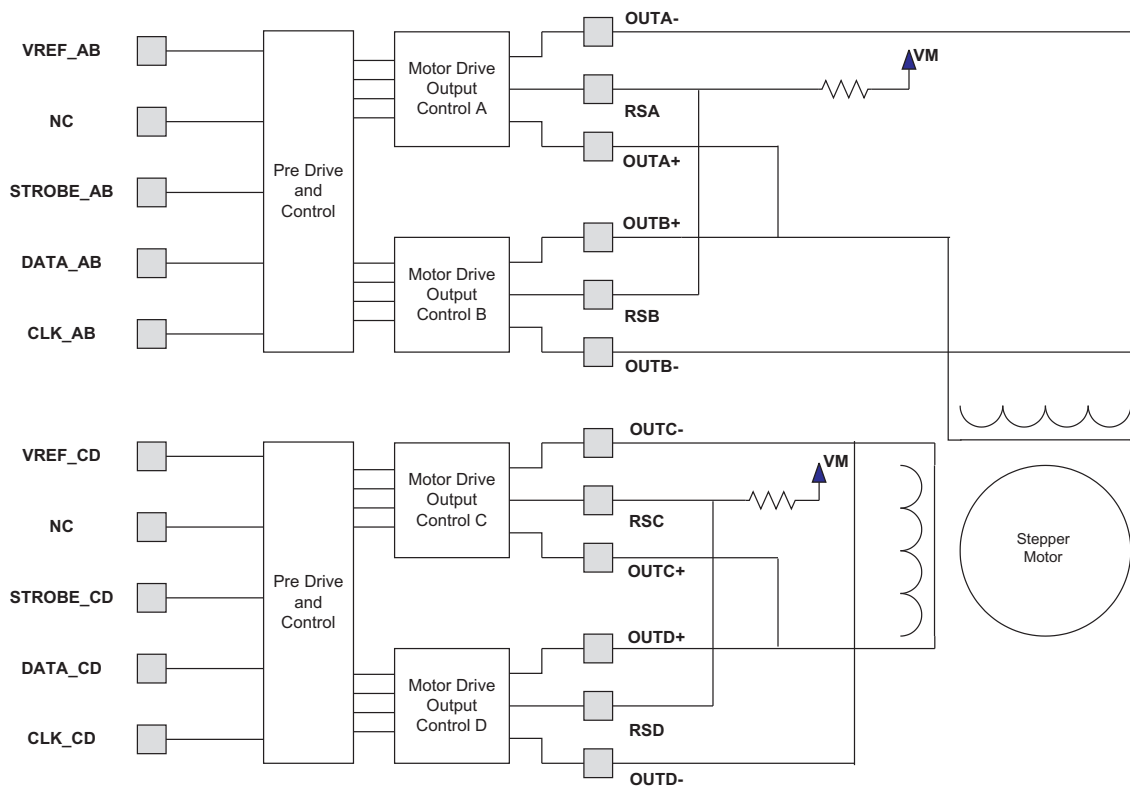 VREF_AB
NC
STROBE_AB
DATA_AB
CLK_AB
Pre Drive
and
Control
Motor Drive
Output
Control A
Motor Drive
Output
Control B
OUTA-
RSA
OUTA+
OUTB+
RSB
OUTB-
VM
VREF_CD
NC
STROBE_CD
DATA_CD
CLK_CD
Pre Drive
and
Control
Motor Drive
Output
Control C
Motor Drive
Output
Control D
OUTC-
RSC
OUTC+
OUTD+
RSD
OUTD-
VM
Stepper
Motor